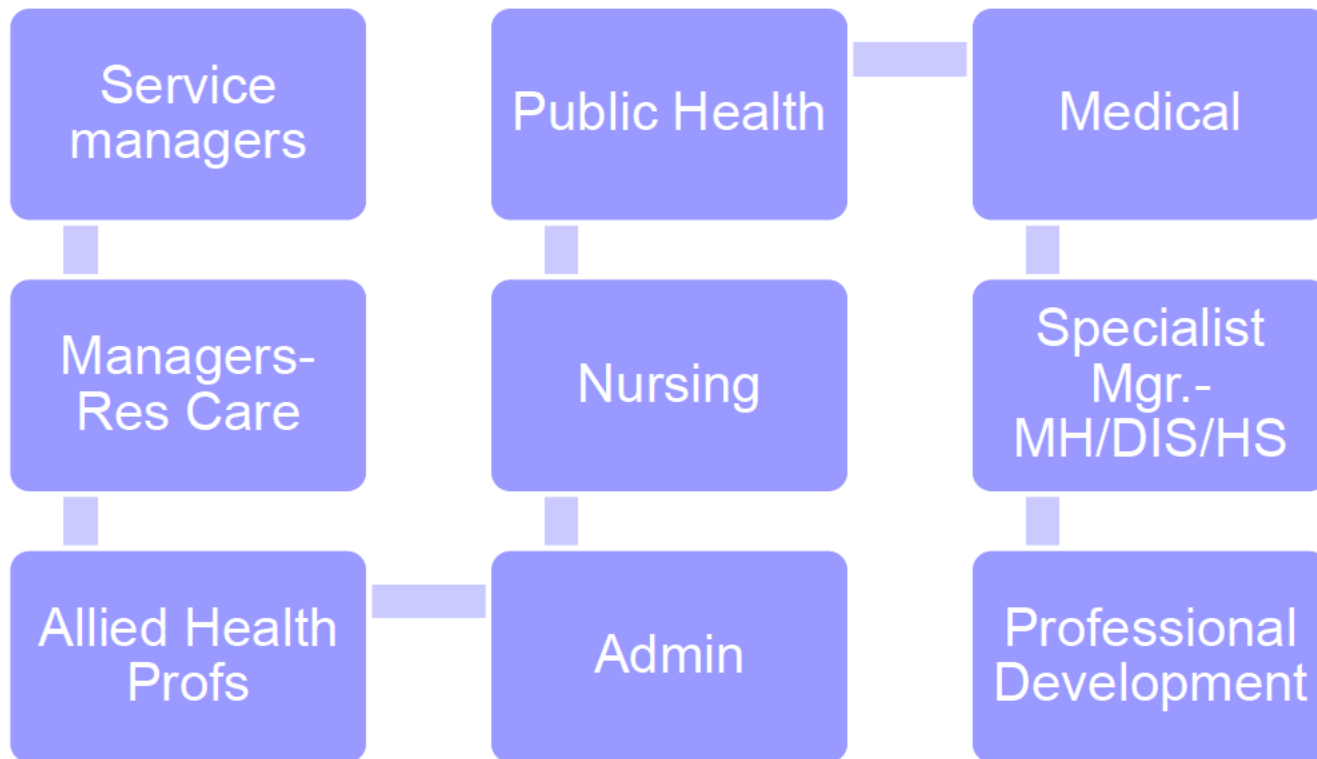 Service
managers
Managers-
Res Care
Allied Health
Profs
Admin
Nursing
Public Health
Medical
Specialist
Mgr.-
MH/DIS/HS
Professional
Development